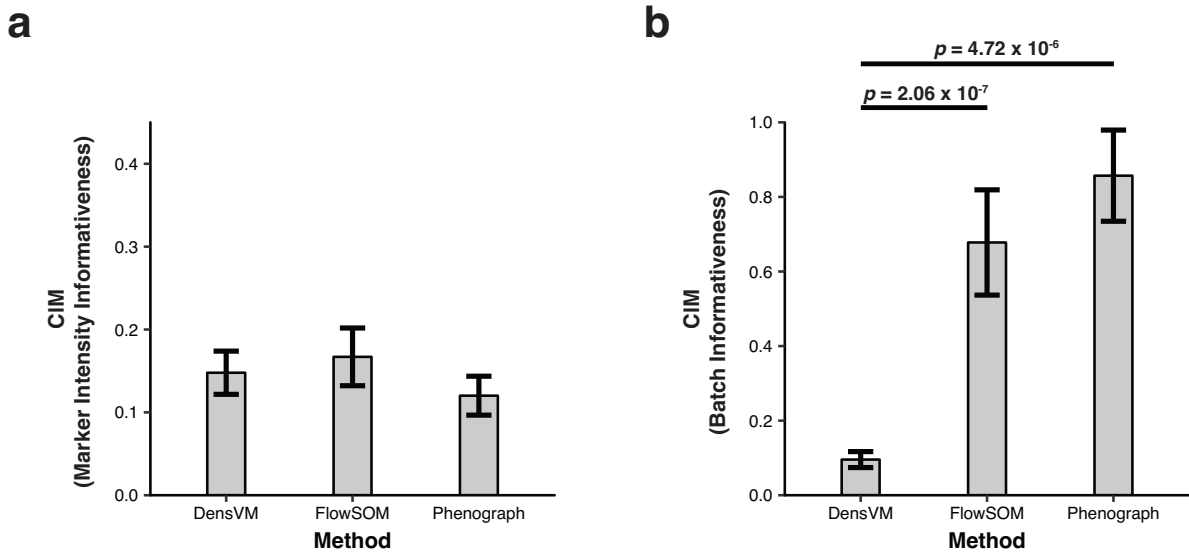 a
CIM
(Marker Intensity Informativeness)
0.4
0.3
0.2
0.1
0.0
DensVM
FlowSOM
Phenograph
Method
b
p = 4.72 x 10-6
p = 2.06 x 10-7
CIM
(Batch Informativeness)
1.0
0.8
0.6
0.4
0.2
0.0
DensVM
FlowSOM
Phenograph
Method